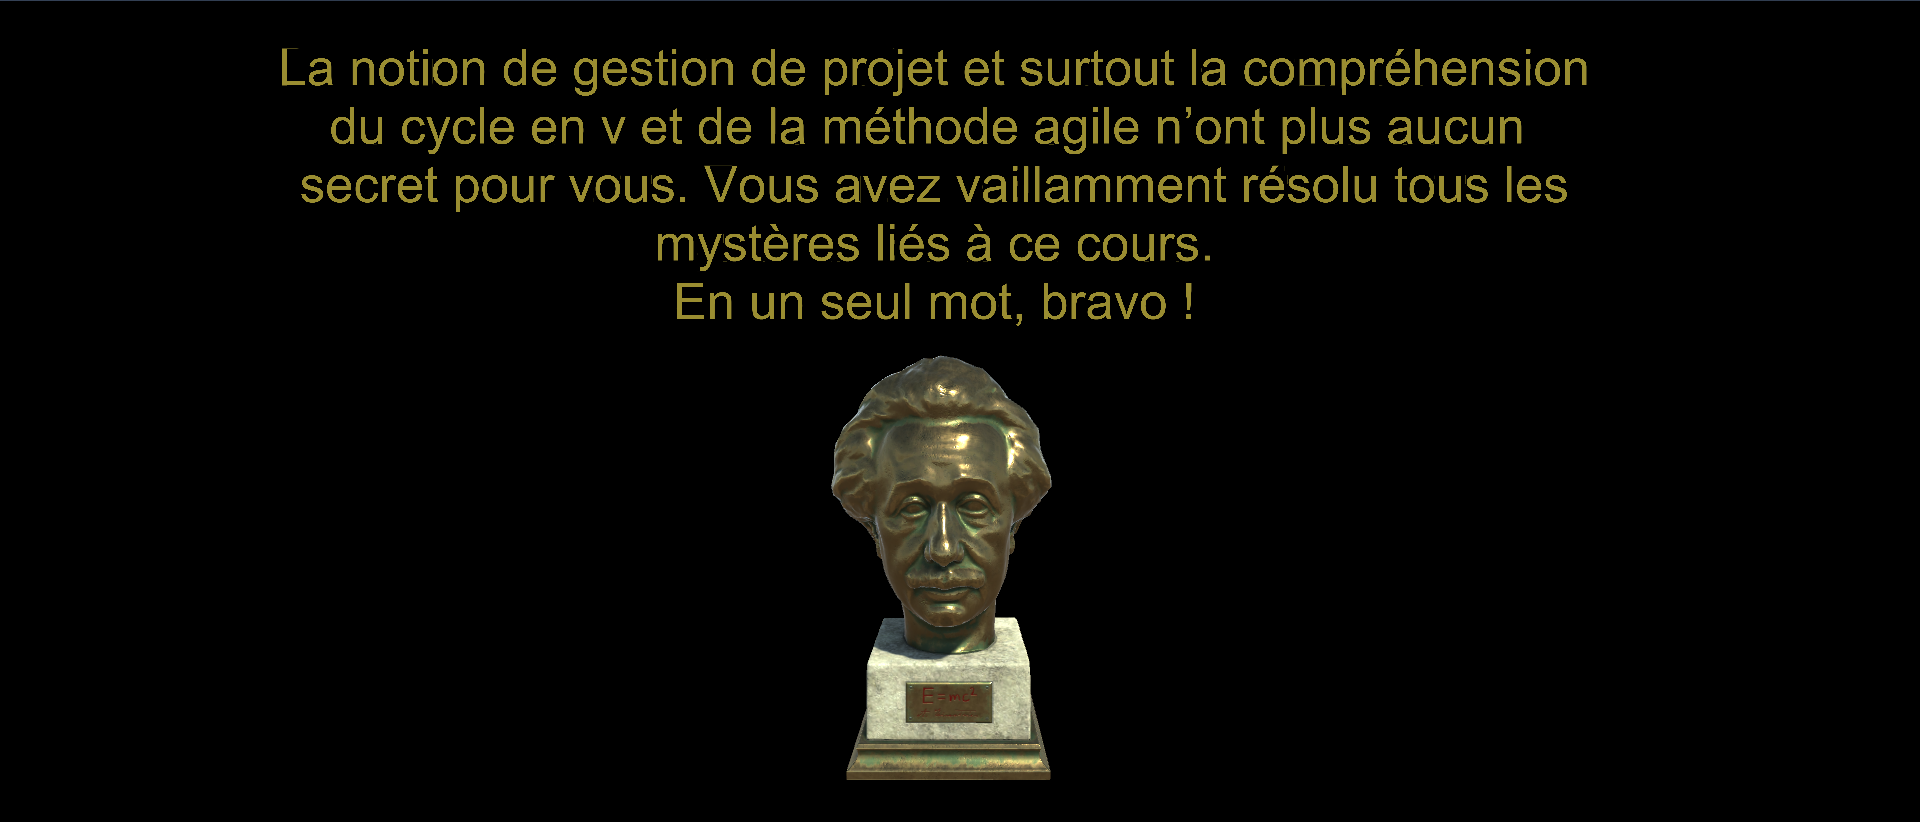 La notion de gestion de projet et surtout la compréhension
du cycle en v et de la méthode agile n’ont plus aucun
secret pour vous. Vous avez vaillamment résolu tous les
mystères liés à ce cours.
En un seul mot, bravo !
E=mc²